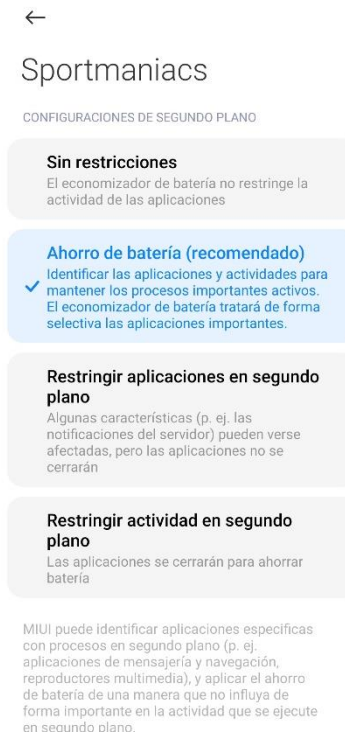 Sportmaniacs
CONFIGURACIONES DE SEGUNDO PLANO
Sin restricciones
El economizador de batería no restringe la
actividad de las aplicaciones
Ahorro de batería (recomendado)
Identificar las aplicaciones y actividades para
mantener los procesos importantes activos.
El economizador de batería tratará de forma
selectiva las aplicaciones importantes.
Restringir aplicaciones en segundo
plano
Algunas características (p. ej. las
notificaciones del servidor) pueden verse
afectadas, pero las aplicaciones no se
cerrarán
Restringir actividad en segundo
plano
Las aplicaciones se cerrarán para ahorrar
batería
MIUI puede identificar aplicaciones especificas
con procesos en segundo plano (p. ej.
aplicaciones de mensajería y navegación,
reproductores multimedia), y aplicar el ahorro
de batería de una manera que no influya de
forma importante en la actividad que se ejecute
en segundo plano.